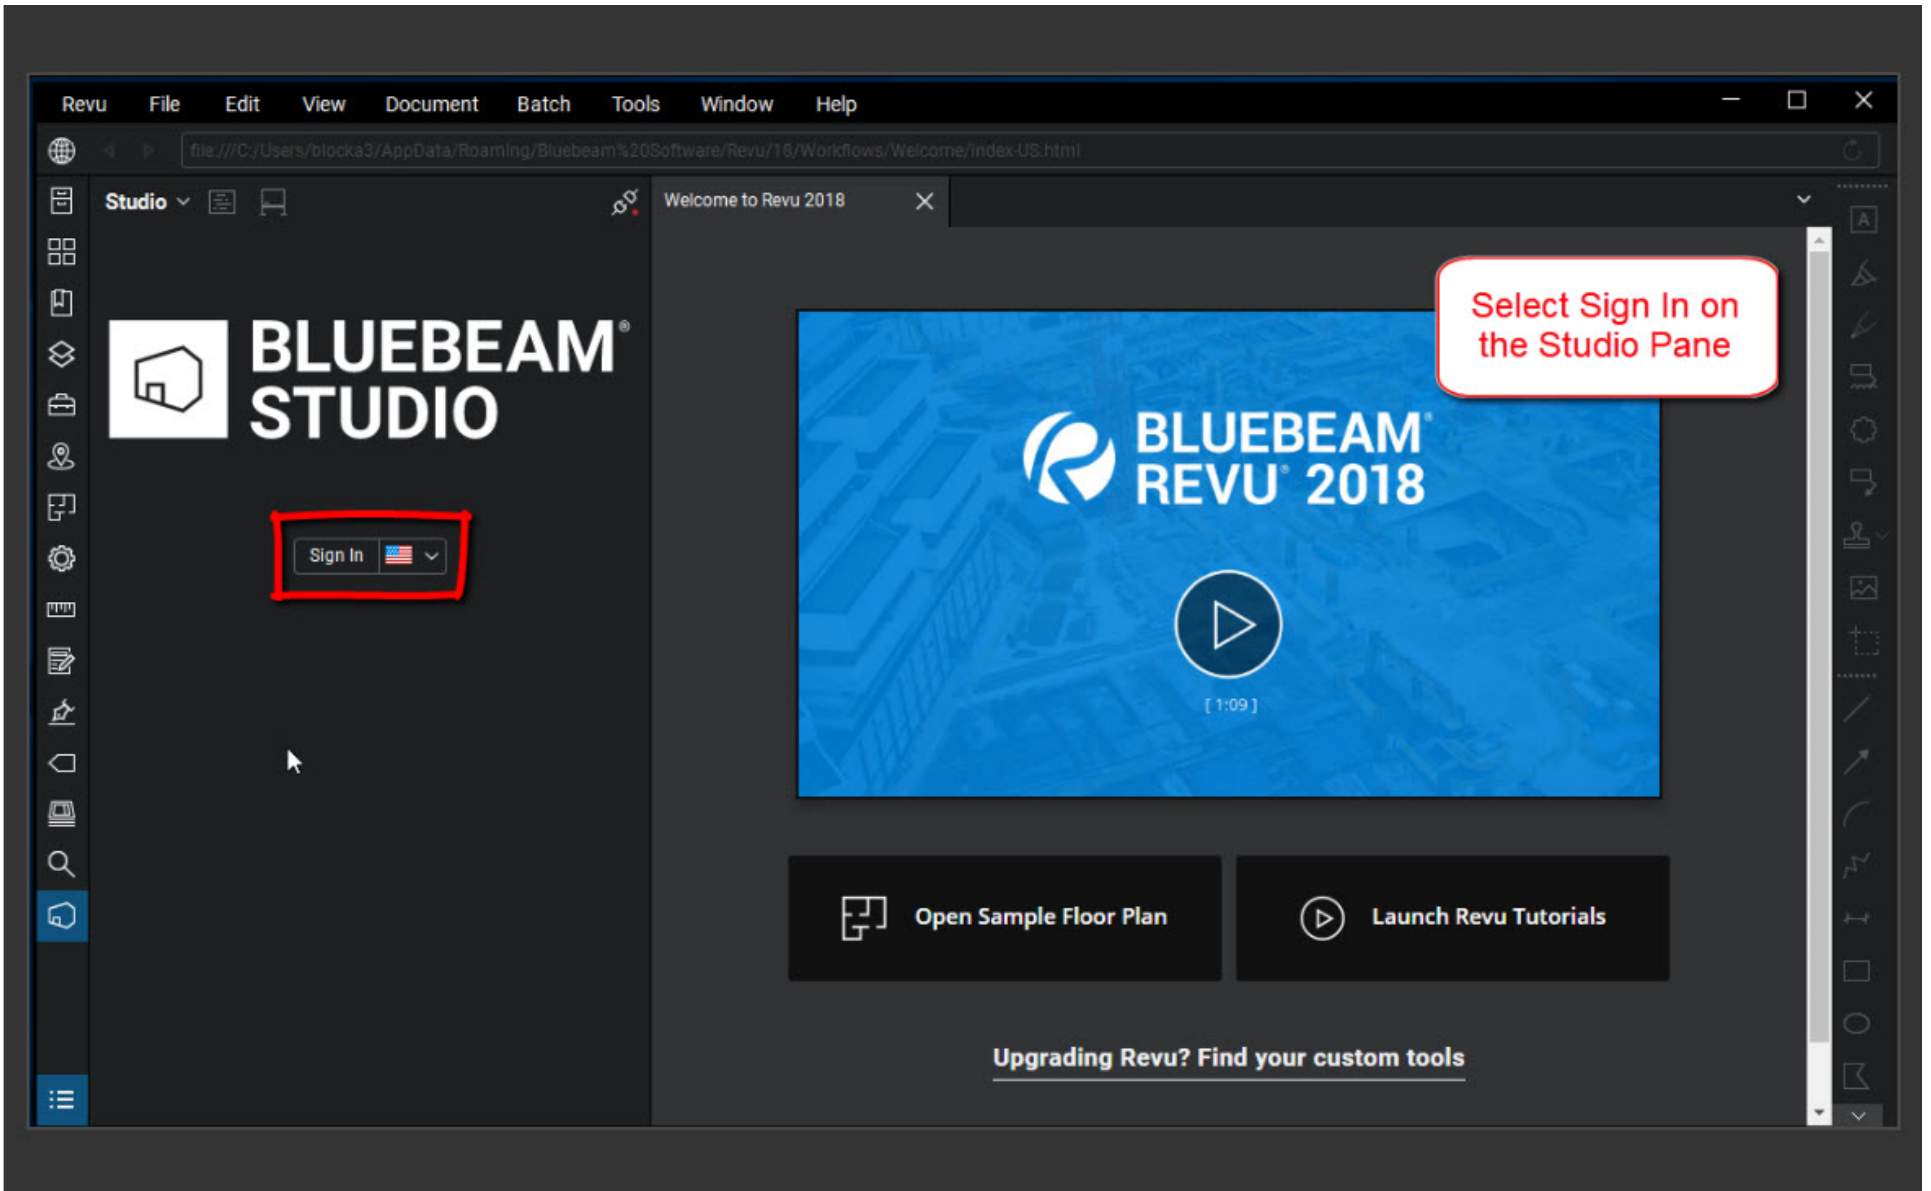 Revu File Edit View Document Batch Tools Window Help
file:///C:/Users/blocka3/AppData/Roaming/Bluebeam%20Software/Revu/18/Workflows/Welcome/index-US.html
Studio
Welcome to Revu 2018
Select Sign In on
the Studio Pane
BLUEBEAM®
STUDIO
Sign In
BLUEBEAM®
REVU® 2018
[ 1:09 ]
Open Sample Floor Plan
Launch Revu Tutorials
Upgrading Revu? Find your custom tools
A